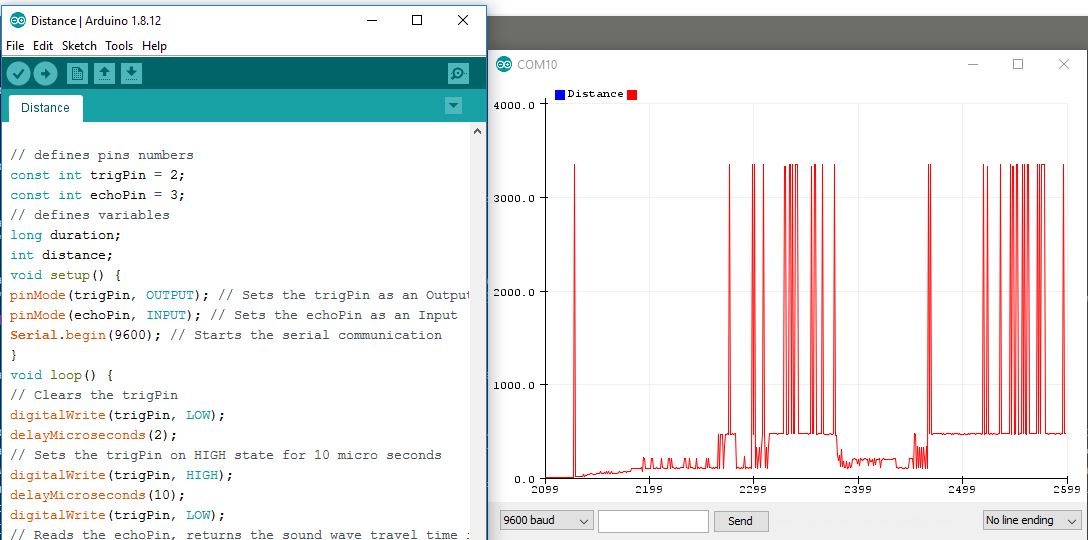 Distance | Arduino 1.8.12
File Edit Sketch Tools Help
Distance
// defines pins numbers
const int trigPin = 2;
const int echoPin = 3;
// defines variables
long duration;
int distance;
void setup() {
pinMode(trigPin, OUTPUT); // Sets the trigPin as an Outpu
pinMode(echoPin, INPUT); // Sets the echoPin as an Input
Serial.begin(9600); // Starts the serial communication
}
void loop() {
// Clears the trigPin
digitalWrite(trigPin, LOW);
delayMicroseconds(2);
// Sets the trigPin on HIGH state for 10 micro seconds
digitalWrite(trigPin, HIGH);
delayMicroseconds(10);
digitalWrite(trigPin, LOW);
// Reads the echoPin, returns the sound wave travel time
COM10
Distance
4000.0
3000.0
2000.0
1000.0
0.0
2099 2199 2299 2399 2499 2599
9600 baud Send No line ending